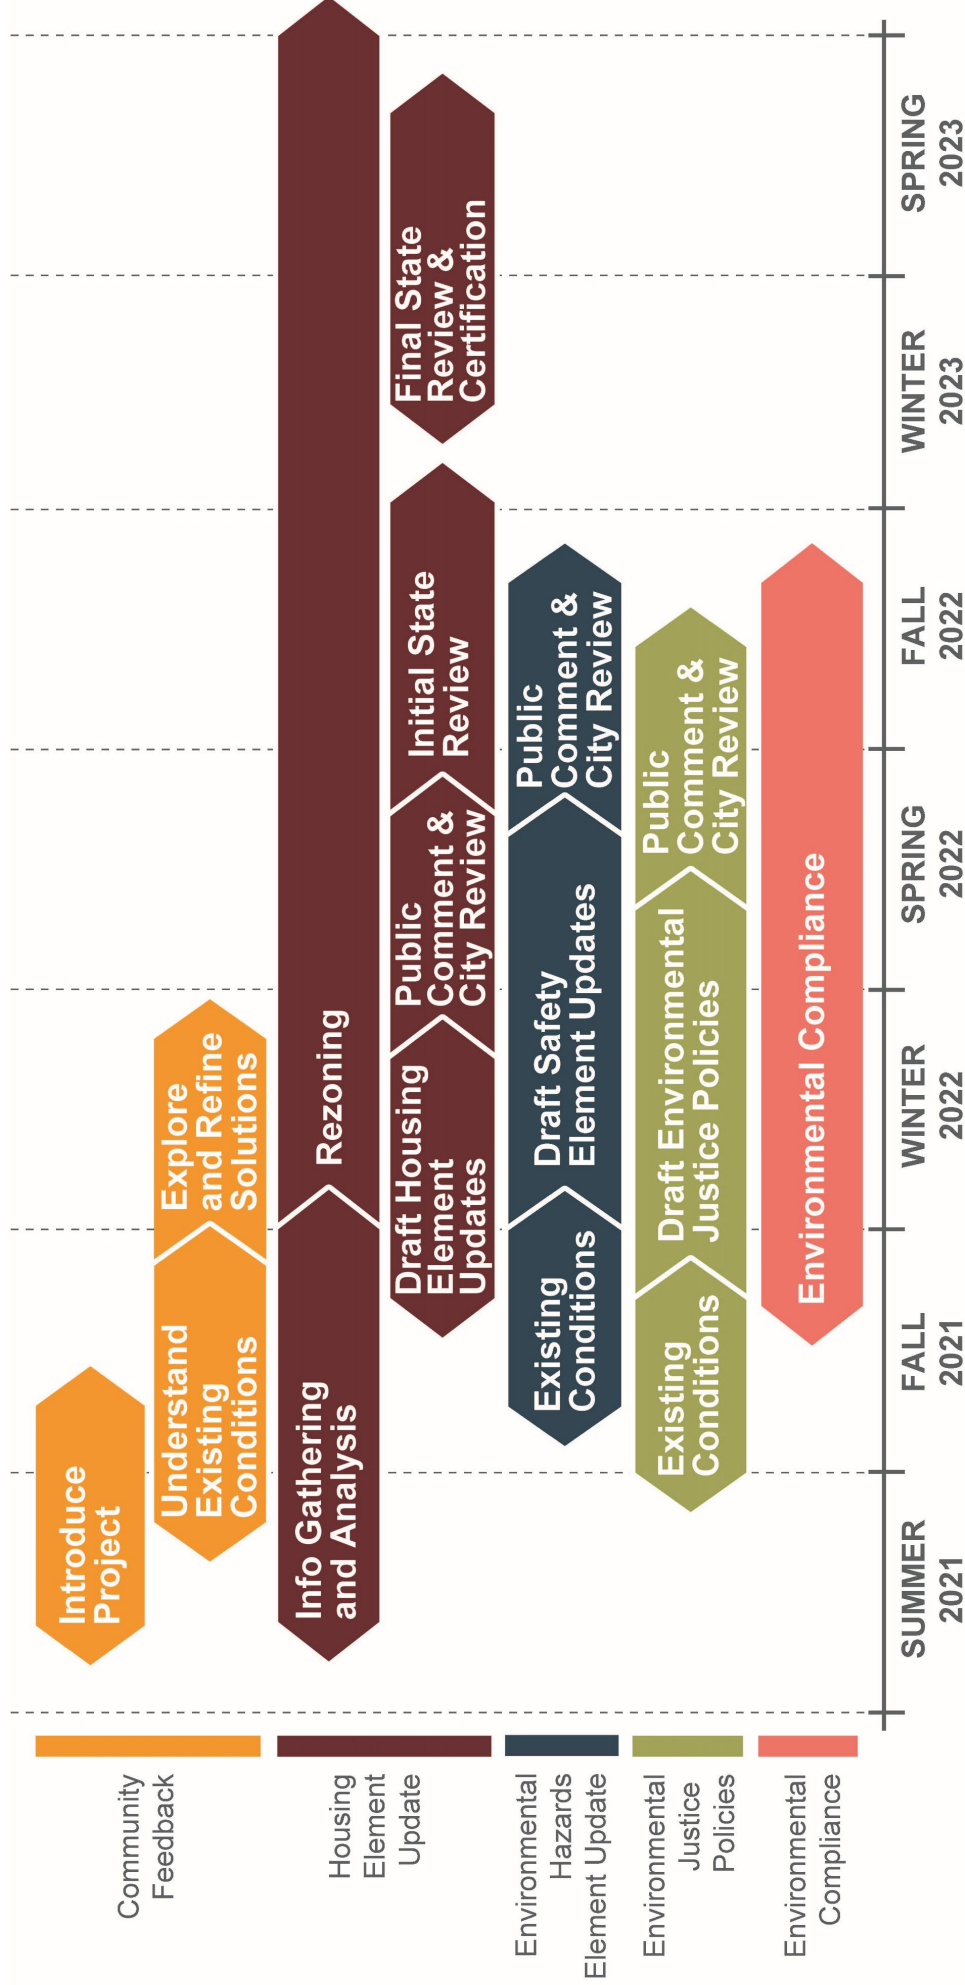 Community
Feedback
Introduce
Project
Understand
Existing
Conditions
Explore
and Refine
Solutions
Housing
Element
Update
Info Gathering
and Analysis
Rezoning
Draft Housing
Element
Updates
Public
Comment &
City Review
Initial State
Review
Final State
Review &
Certification
Environmental
Hazards
Element Update
Existing
Conditions
Draft Safety
Element Updates
Public
Comment &
City Review
Environmental
Justice
Policies
Existing
Conditions
Draft Environmental
Justice Policies
Public
Comment &
City Review
Environmental
Compliance
Environmental Compliance
SUMMER
2021
FALL
2021
WINTER
2022
SPRING
2022
FALL
2022
WINTER
2023
SPRING
2023